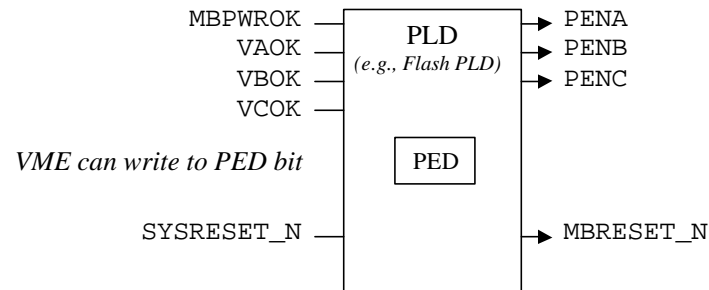 MBPWROK
VAOK
VBOK
VCOK
VME can write to PED bit
SYSRESET_N
PLD
(e.g., Flash PLD)
PED
PENA
PENB
PENC
MBRESET_N